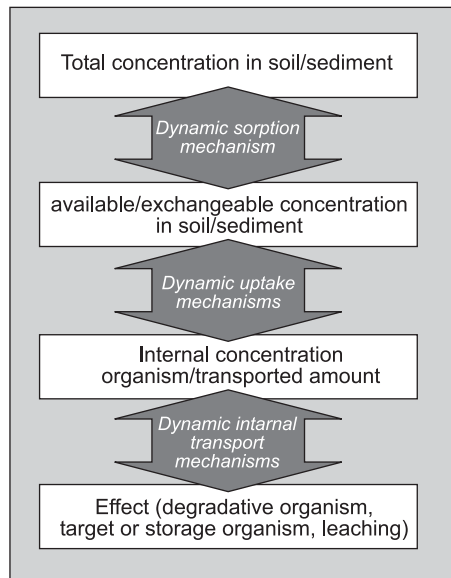 Total concentration in soil/sediment
Dynamic sorption
mechanism
available/exchangeable concentration
in soil/sediment
Dynamic uptake
mechanisms
Internal concentration
organism/transported amount
Dynamic internal
transport
mechanisms
Effect (degradative organism,
target or storage organism, leaching)